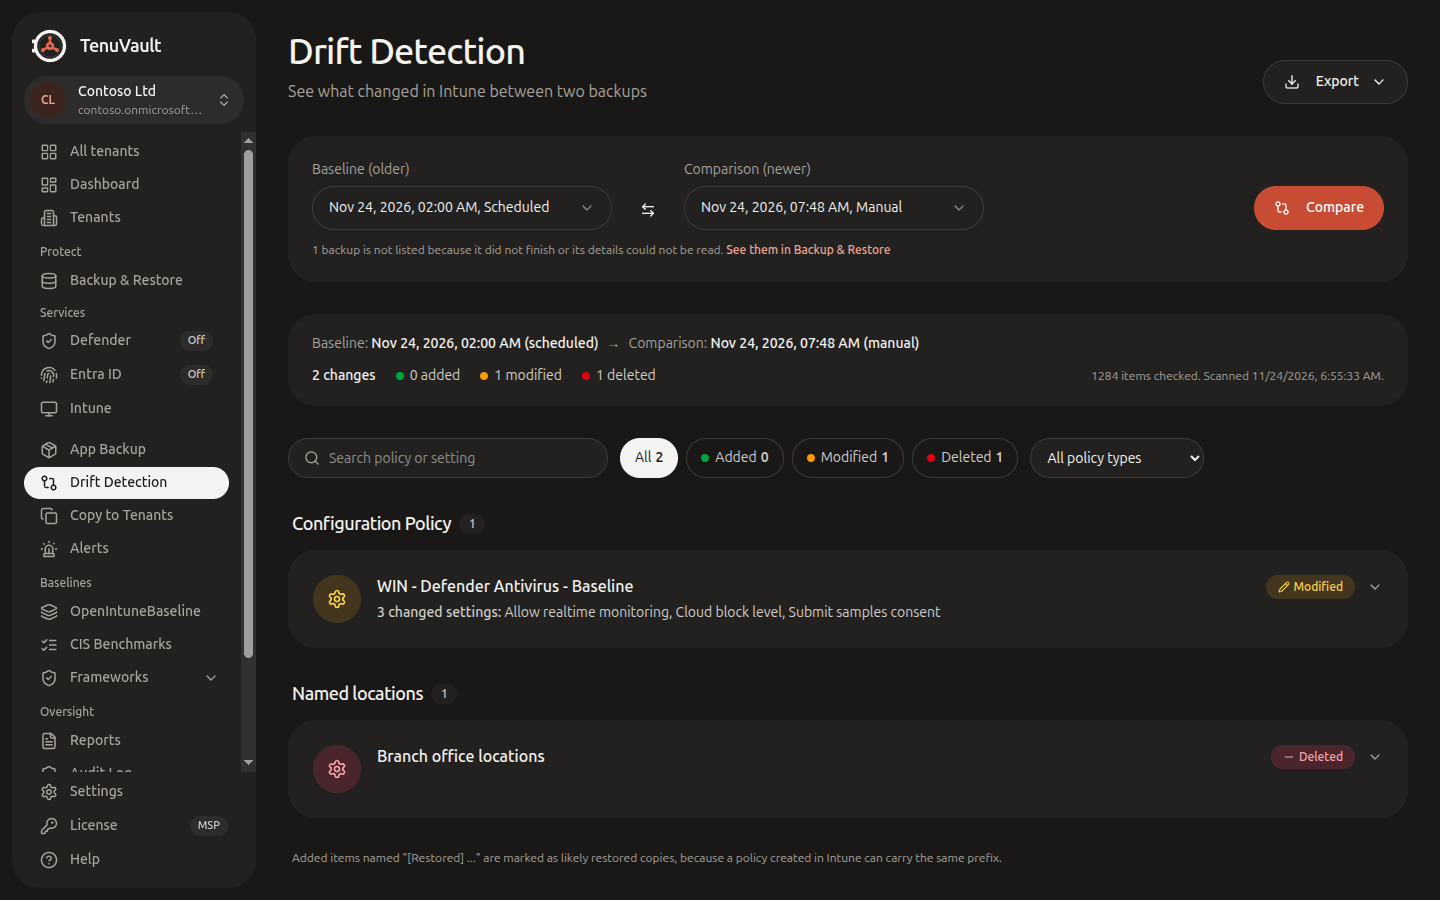 TenuVault
CL
Contoso Ltd
contoso.onmicrosoft...
All tenants
Dashboard
Tenants
Protect
Backup & Restore
Services
Defender Off
Entra ID Off
Intune
App Backup
Drift Detection
Copy to Tenants
Alerts
Baselines
OpenIntuneBaseline
CIS Benchmarks
Frameworks
Oversight
Reports
Audit Log
Settings
License MSP
Help
Drift Detection
See what changed in Intune between two backups
Export
Baseline (older)
Nov 24, 2026, 02:00 AM, Scheduled
Comparison (newer)
Nov 24, 2026, 07:48 AM, Manual
Compare
1 backup is not listed because it did not finish or its details could not be read. See them in Backup & Restore
Baseline: Nov 24, 2026, 02:00 AM (scheduled) → Comparison: Nov 24, 2026, 07:48 AM (manual)
2 changes 0 added 1 modified 1 deleted
1284 items checked. Scanned 11/24/2026, 6:55:33 AM.
Search policy or setting
All 2
Added 0
Modified 1
Deleted 1
All policy types
Configuration Policy 1
WIN - Defender Antivirus - Baseline
Modified
3 changed settings: Allow realtime monitoring, Cloud block level, Submit samples consent
Named locations 1
Branch office locations
Deleted
Added items named "[Restored] ..." are marked as likely restored copies, because a policy created in Intune can carry the same prefix.